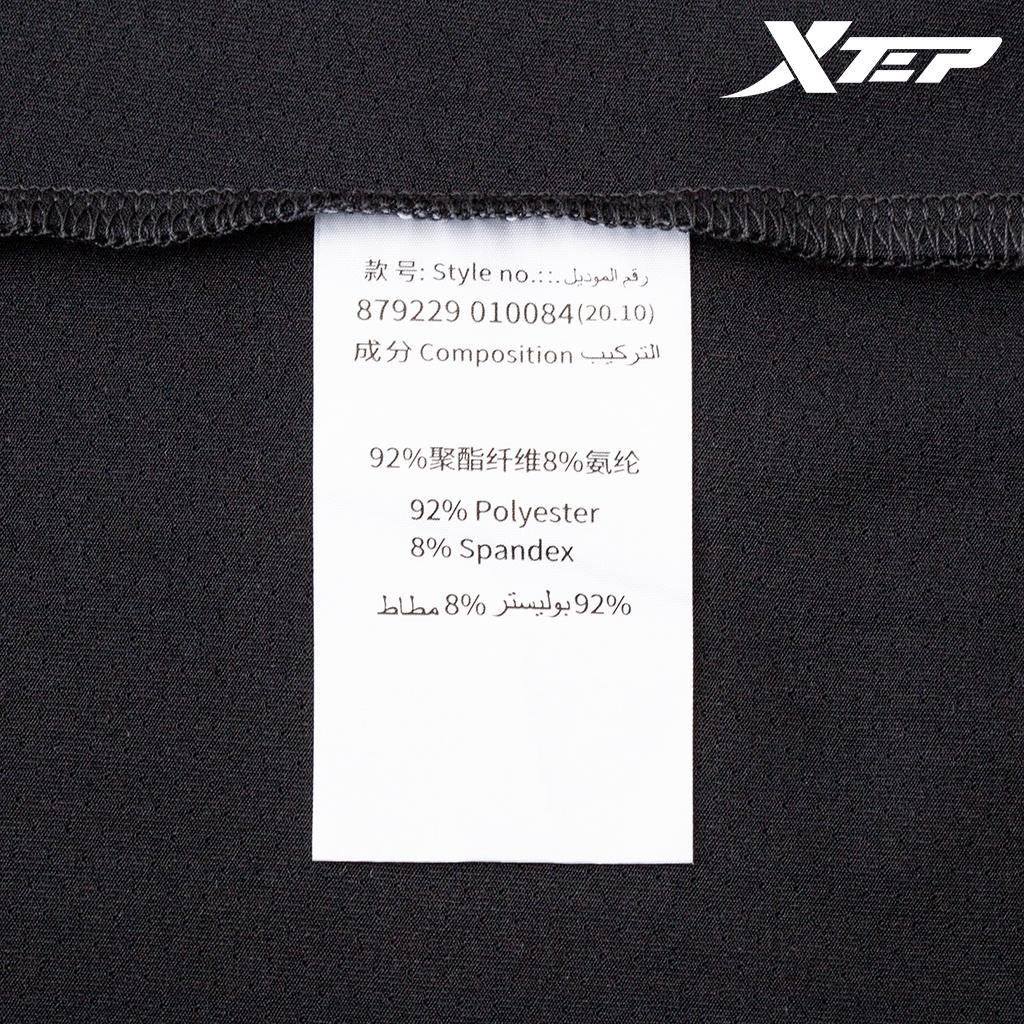 XTEP
款号: Style no.::. رقم الموديل
879229 010084(20.10)
成分 Composition التركيب
92%聚酯纤维8%氨纶
92% Polyester
8% Spandex
92% بوليستر 8% مطاط